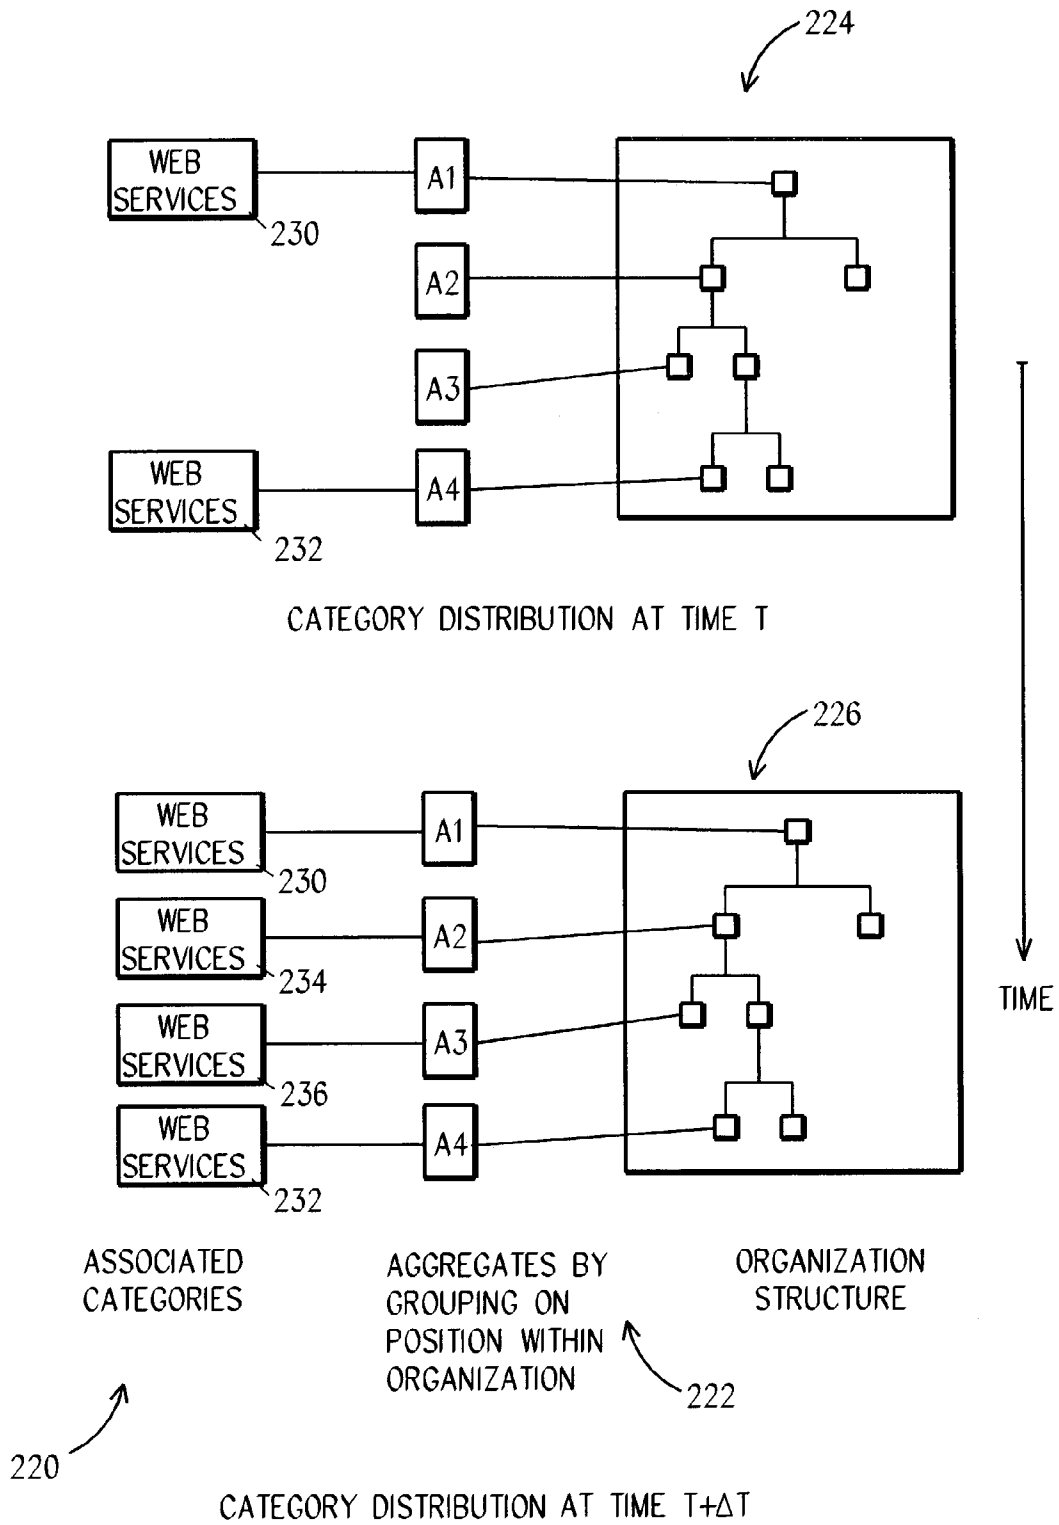 224
WEB
SERVICES
230
A1
A2
A3
WEB
SERVICES
232
A4
CATEGORY DISTRIBUTION AT TIME T
226
WEB
SERVICES
230
A1
WEB
SERVICES
234
A2
WEB
SERVICES
236
A3
WEB
SERVICES
232
A4
TIME
ASSOCIATED
CATEGORIES
AGGREGATES BY
GROUPING ON
POSITION WITHIN
ORGANIZATION
ORGANIZATION
STRUCTURE
222
220
CATEGORY DISTRIBUTION AT TIME T+ΔT